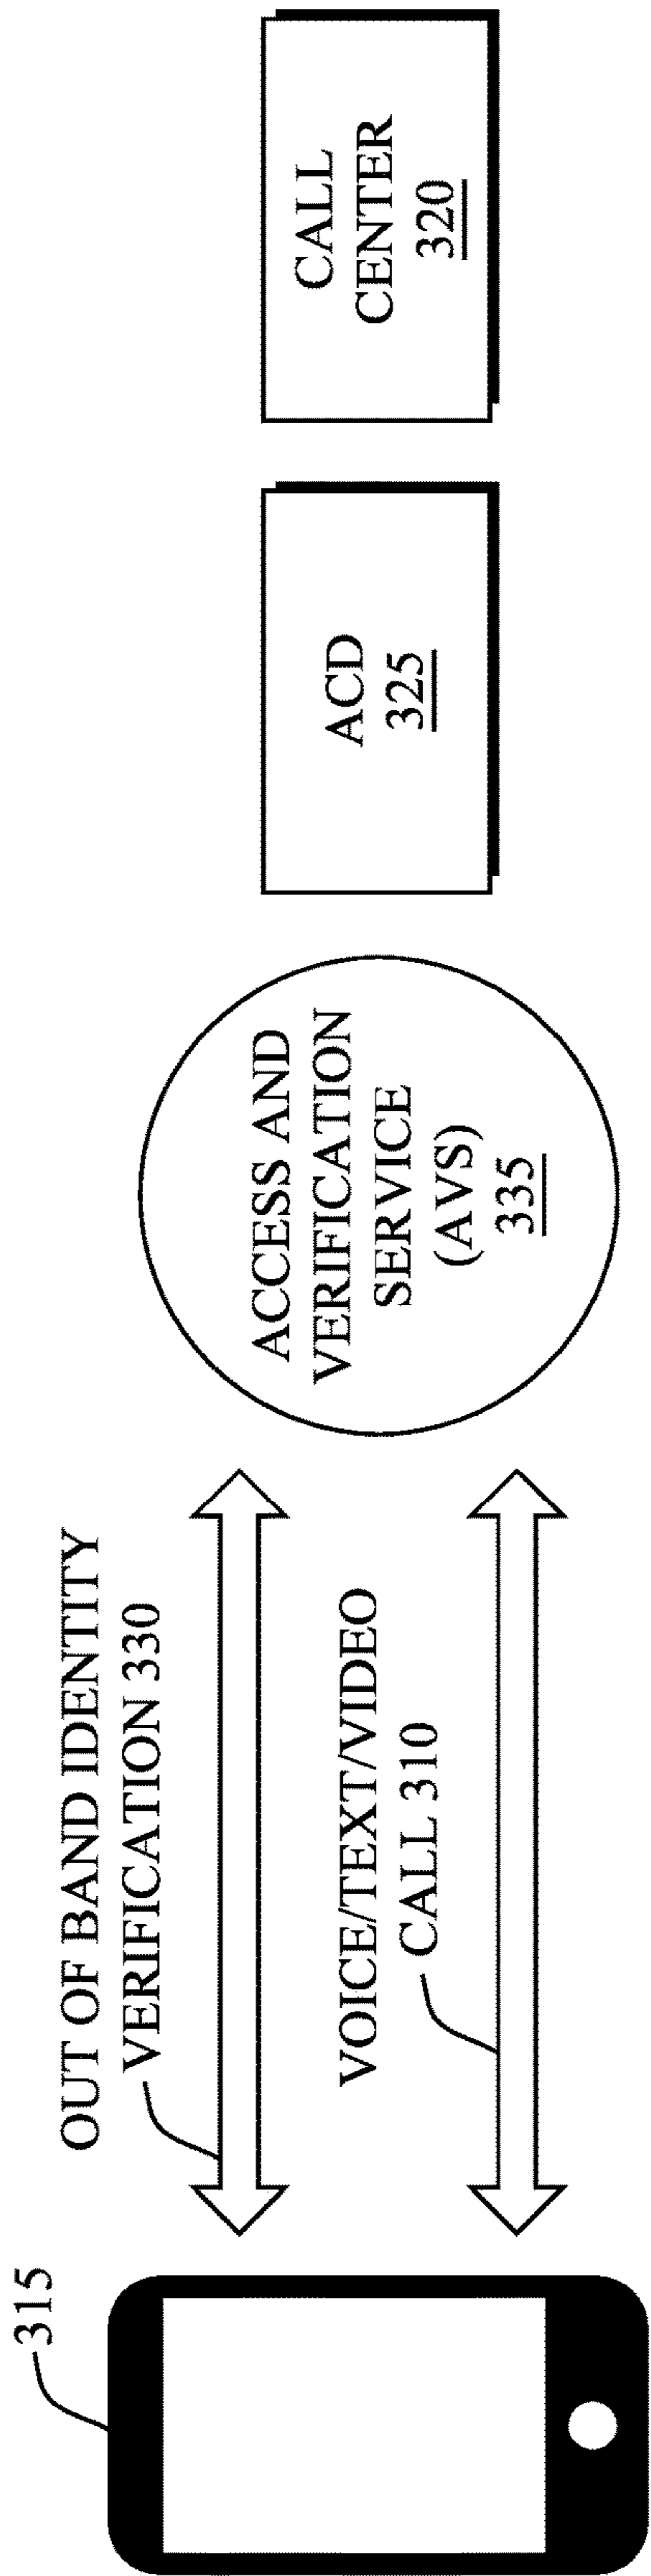 315
OUT OF BAND IDENTITY
VERIFICATION 330
VOICE/TEXT/VIDEO
CALL 310
ACCESS AND
VERIFICATION
SERVICE
(AVS)
335
ACD
325
CALL
CENTER
320